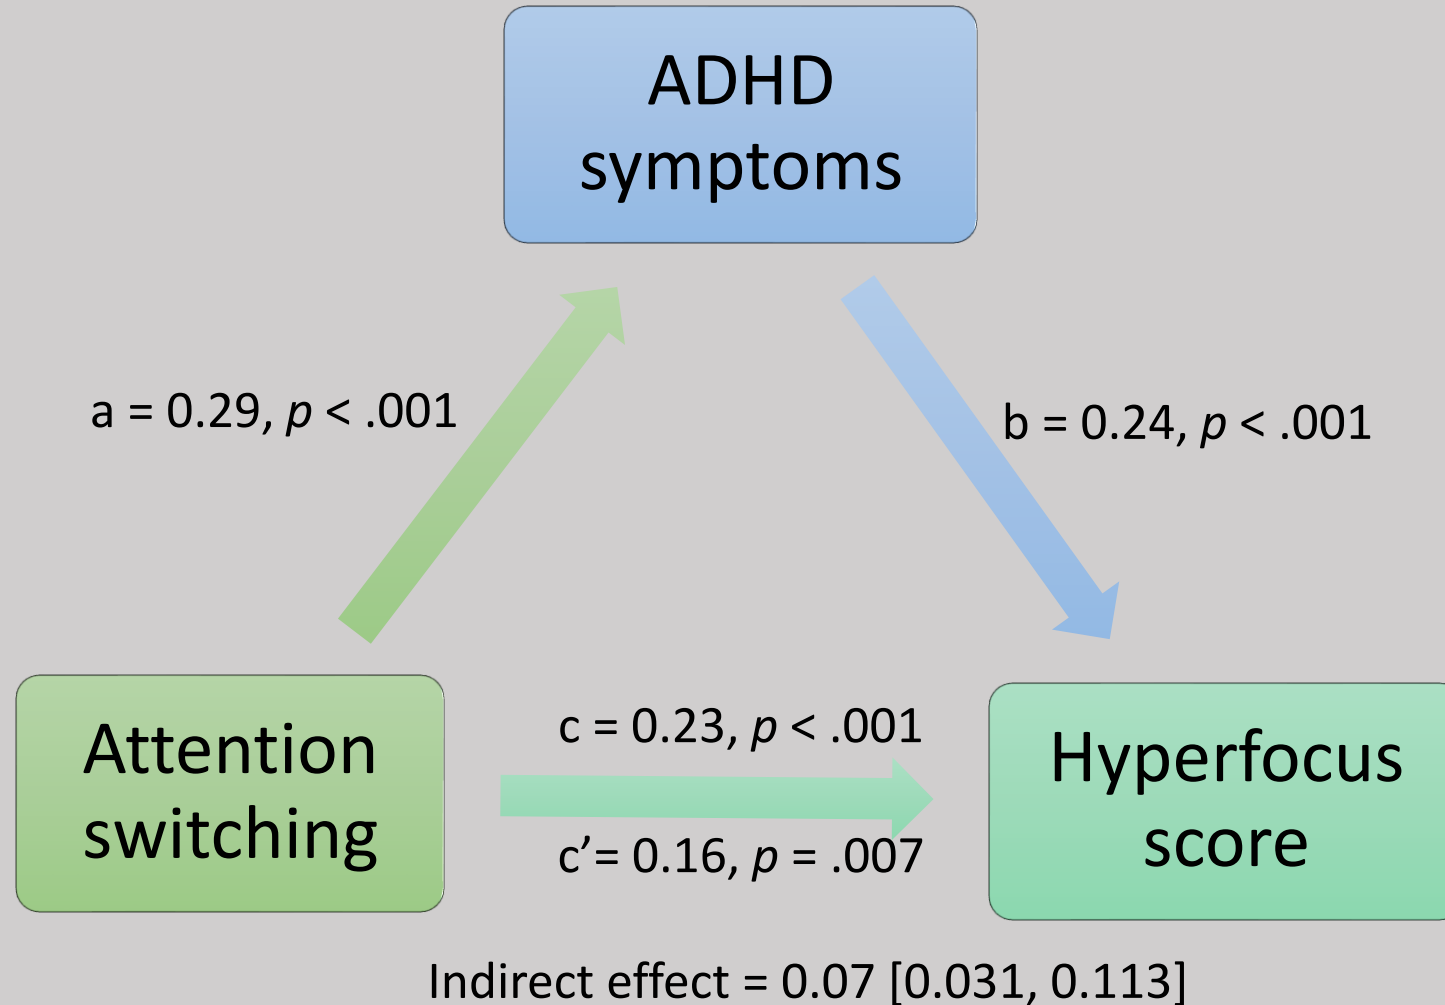 ADHD
symptoms
a = 0.29, p < .001
b = 0.24, p < .001
Attention
switching
c = 0.23, p < .001
c’= 0.16, p = .007
Hyperfocus
score
Indirect effect = 0.07 [0.031, 0.113]